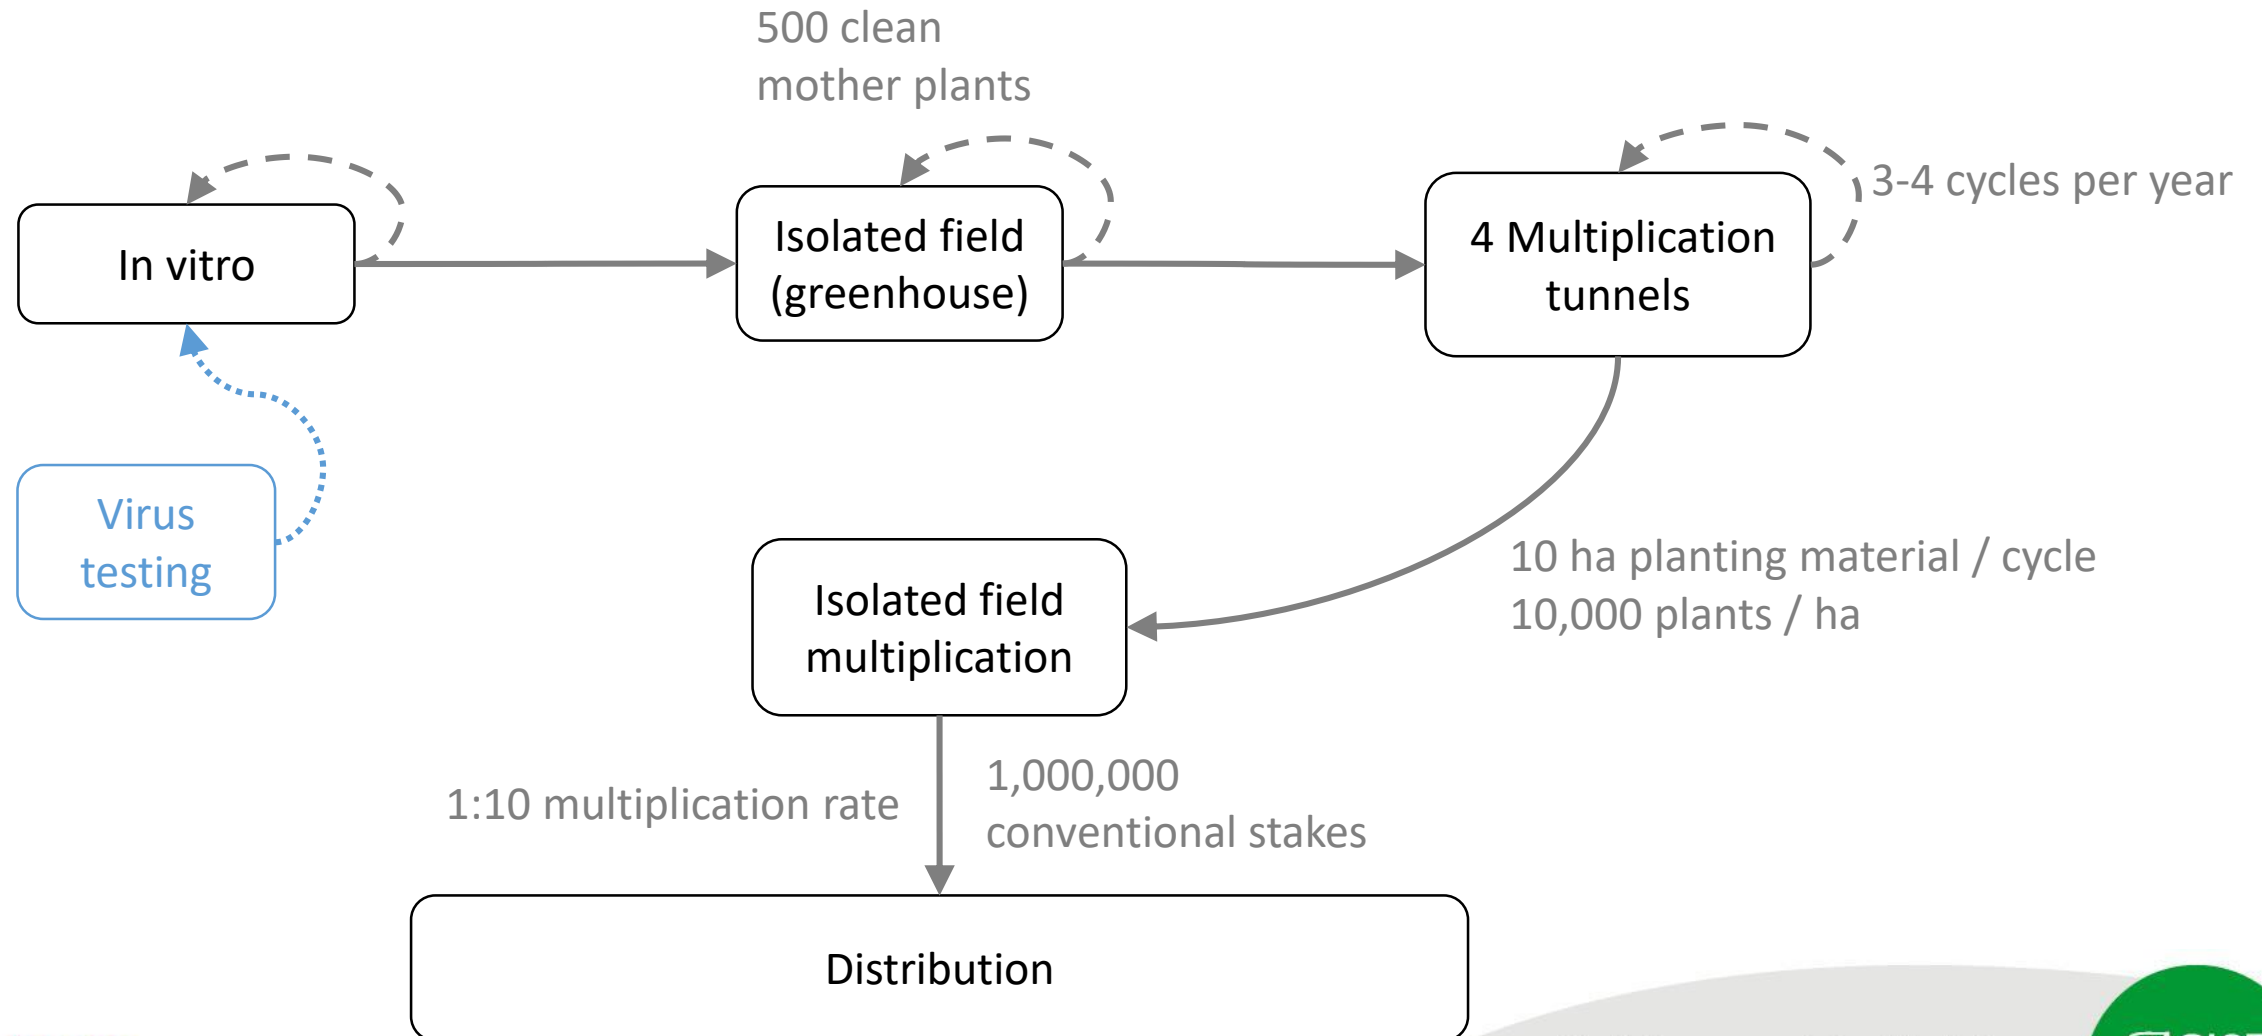 500 clean
mother plants
In vitro
Isolated field
(greenhouse)
4 Multiplication
tunnels
3-4 cycles per year
Virus
testing
Isolated field
multiplication
10 ha planting material / cycle
10,000 plants / ha
1:10 multiplication rate
1,000,000
conventional stakes
Distribution